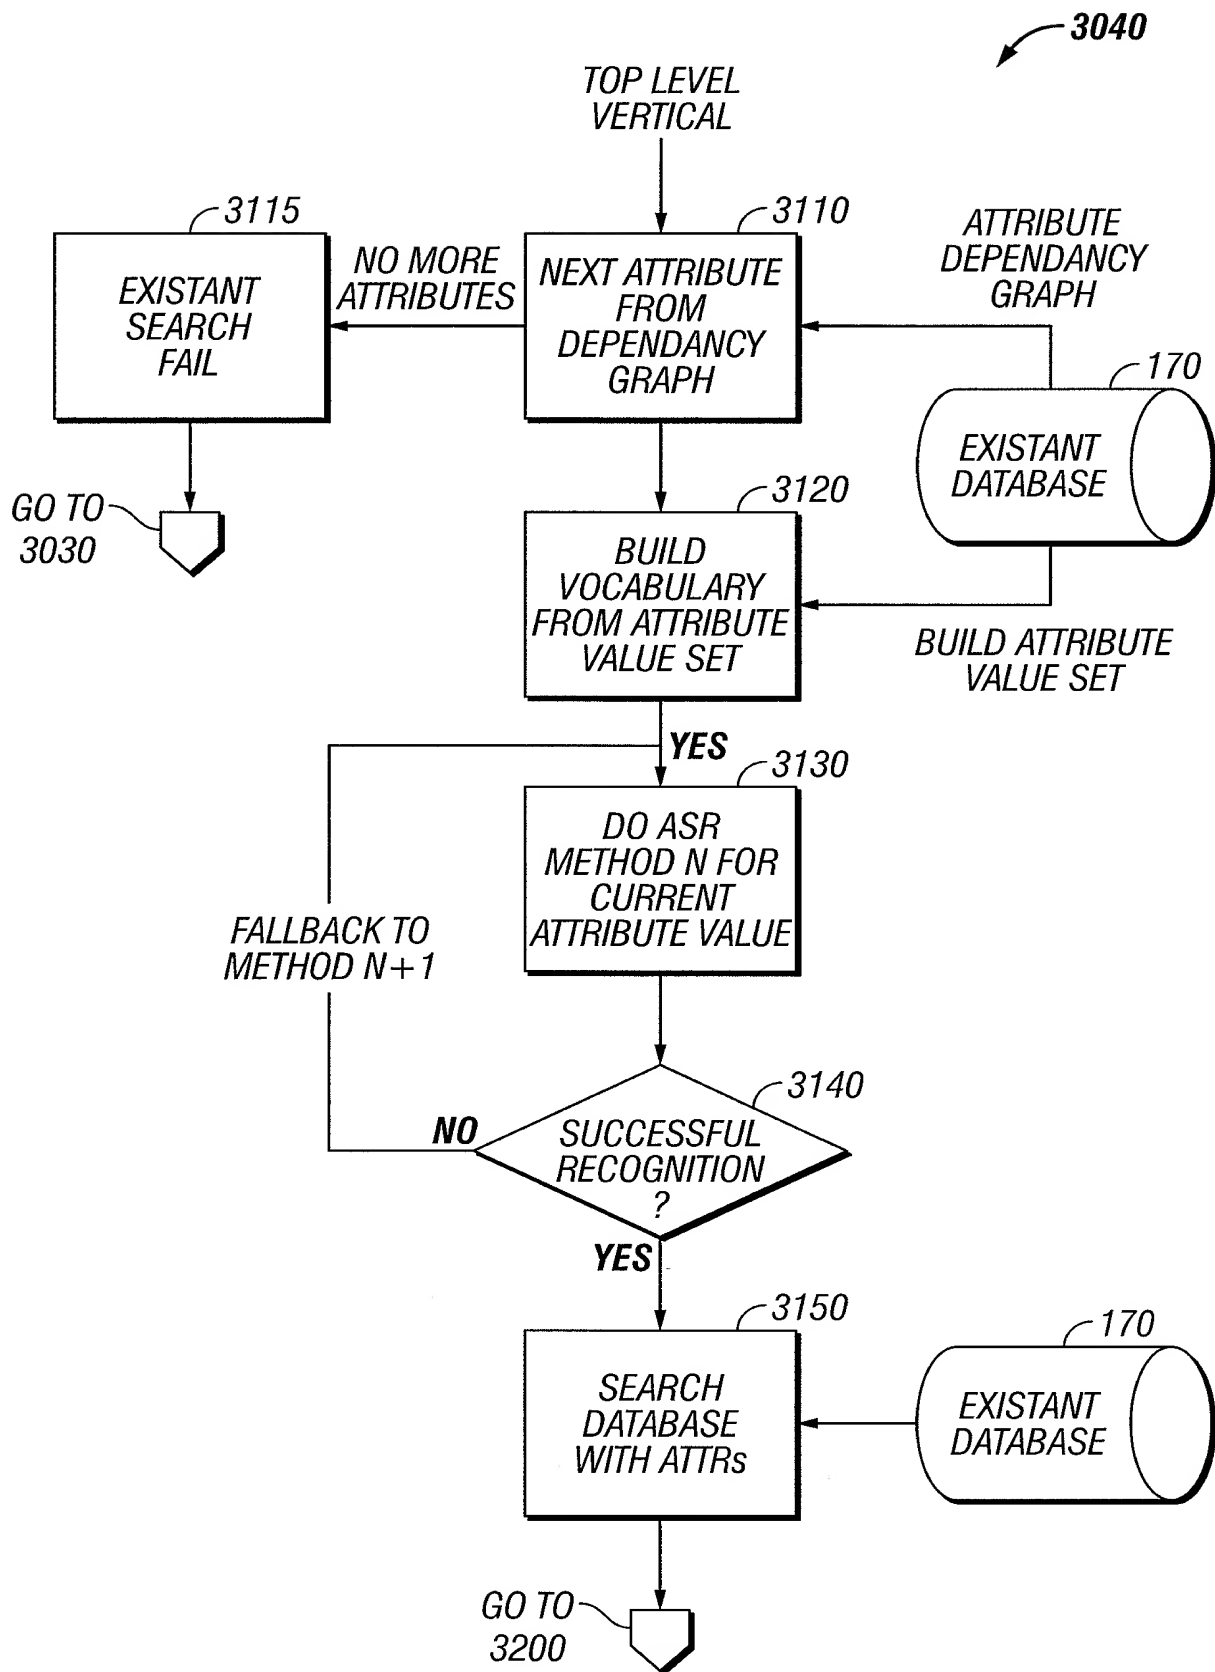 3040
TOP LEVEL
VERTICAL
3115
EXISTANT
SEARCH
FAIL
NO MORE
ATTRIBUTES
3110
NEXT ATTRIBUTE
FROM
DEPENDANCY
GRAPH
ATTRIBUTE
DEPENDANCY
GRAPH
170
EXISTANT
DATABASE
GO TO
3030
3120
BUILD
VOCABULARY
FROM ATTRIBUTE
VALUE SET
BUILD ATTRIBUTE
VALUE SET
YES
3130
DO ASR
METHOD N FOR
CURRENT
ATTRIBUTE VALUE
FALLBACK TO
METHOD N+1
3140
NO
SUCCESSFUL
RECOGNITION
?
YES
3150
SEARCH
DATABASE
WITH ATTRs
170
EXISTANT
DATABASE
GO TO
3200